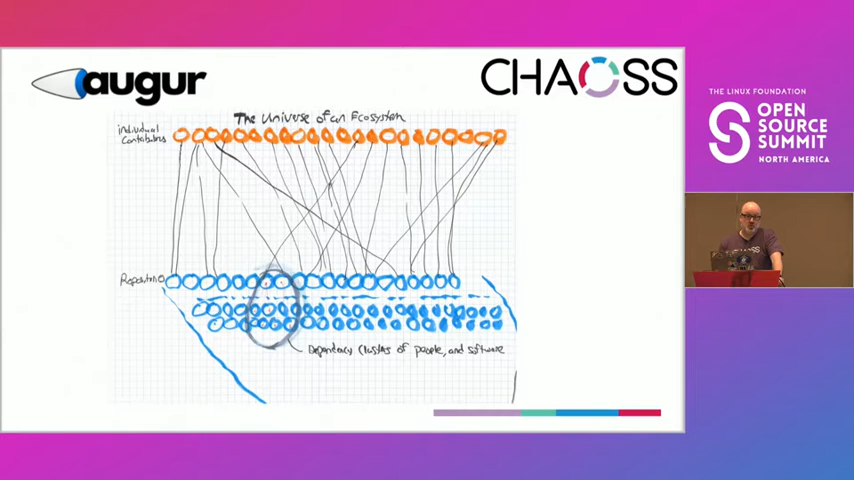 augur
CHAOSS
The Universe of an Ecosystem
individual
Contributors
Repositories
Dependency Clusters of people, and software
THE LINUX FOUNDATION
OPEN
SOURCE
SUMMIT
NORTH AMERICA